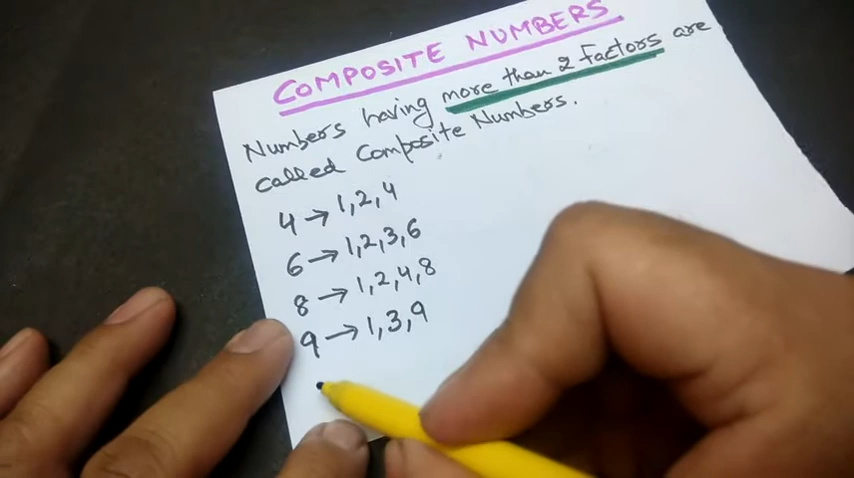 COMPOSITE NUMBERS
Numbers having more than 2 factors are
called Composite Numbers.
4 → 1, 2, 4
6 → 1, 2, 3, 6
8 → 1, 2, 4, 8
9 → 1, 3, 9